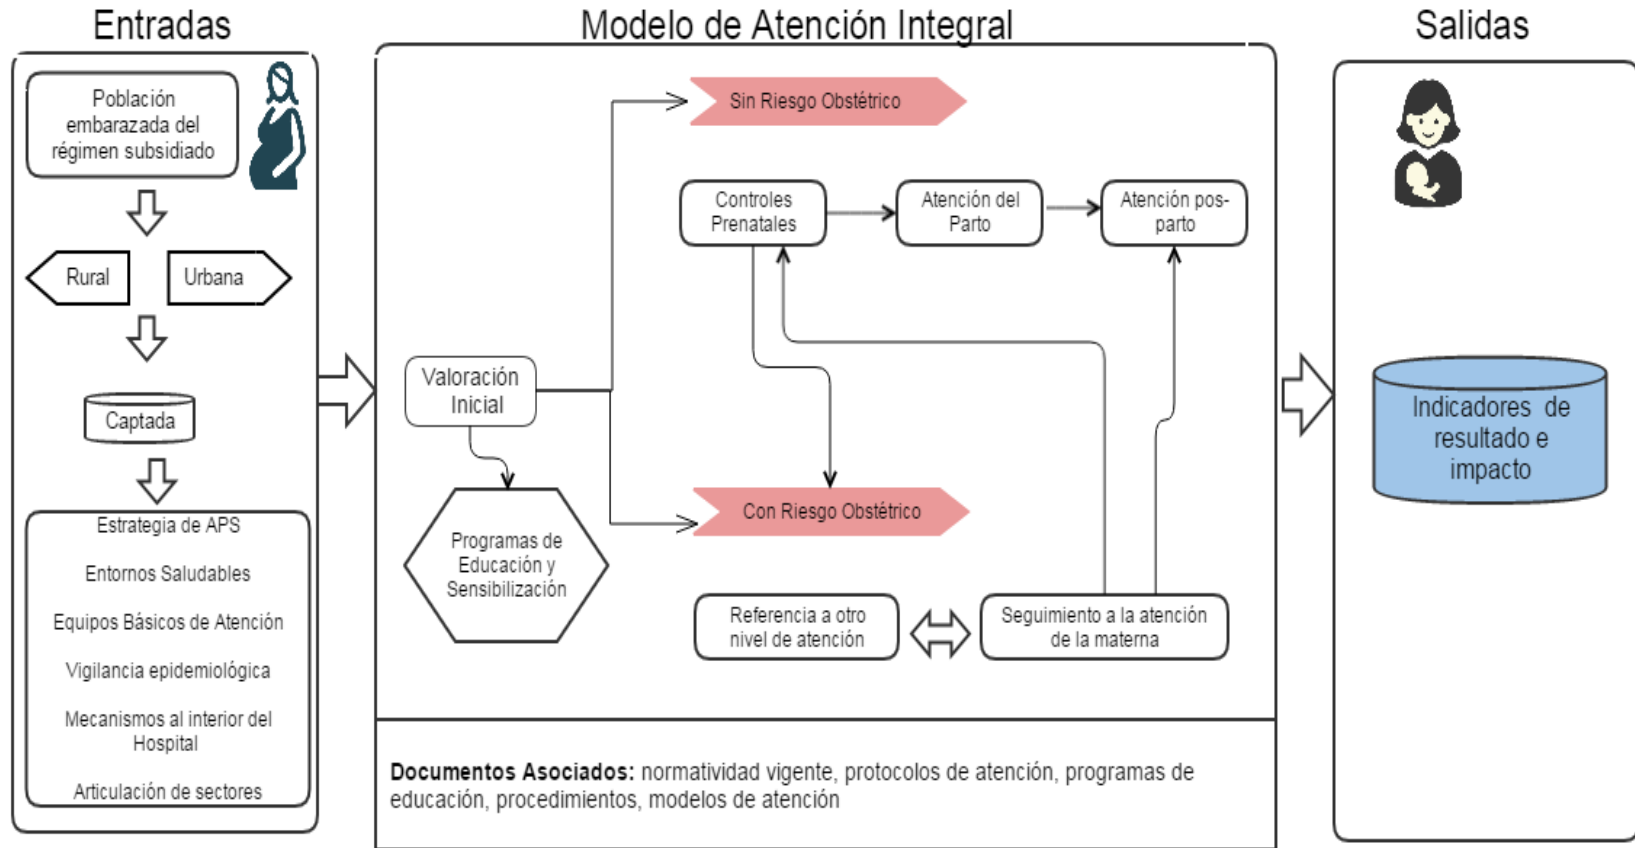 Entradas
Modelo de Atención Integral
Salidas
Población
embarazada del
régimen subsidiado
Rural
Urbana
Captada
Estrategia de APS
Entornos Saludables
Equipos Básicos de Atención
Vigilancia epidemiológica
Mecanismos al interior del
Hospital
Articulación de sectores
Valoración
Inicial
Programas de
Educación y
Sensibilización
Sin Riesgo Obstétrico
Controles
Prenatales
Atención del
Parto
Atención pos-
parto
Con Riesgo Obstétrico
Referencia a otro
nivel de atención
Seguimiento a la atención
de la materna
Documentos Asociados: normatividad vigente, protocolos de atención, programas de
educación, procedimientos, modelos de atención
Indicadores de
resultado e
impacto